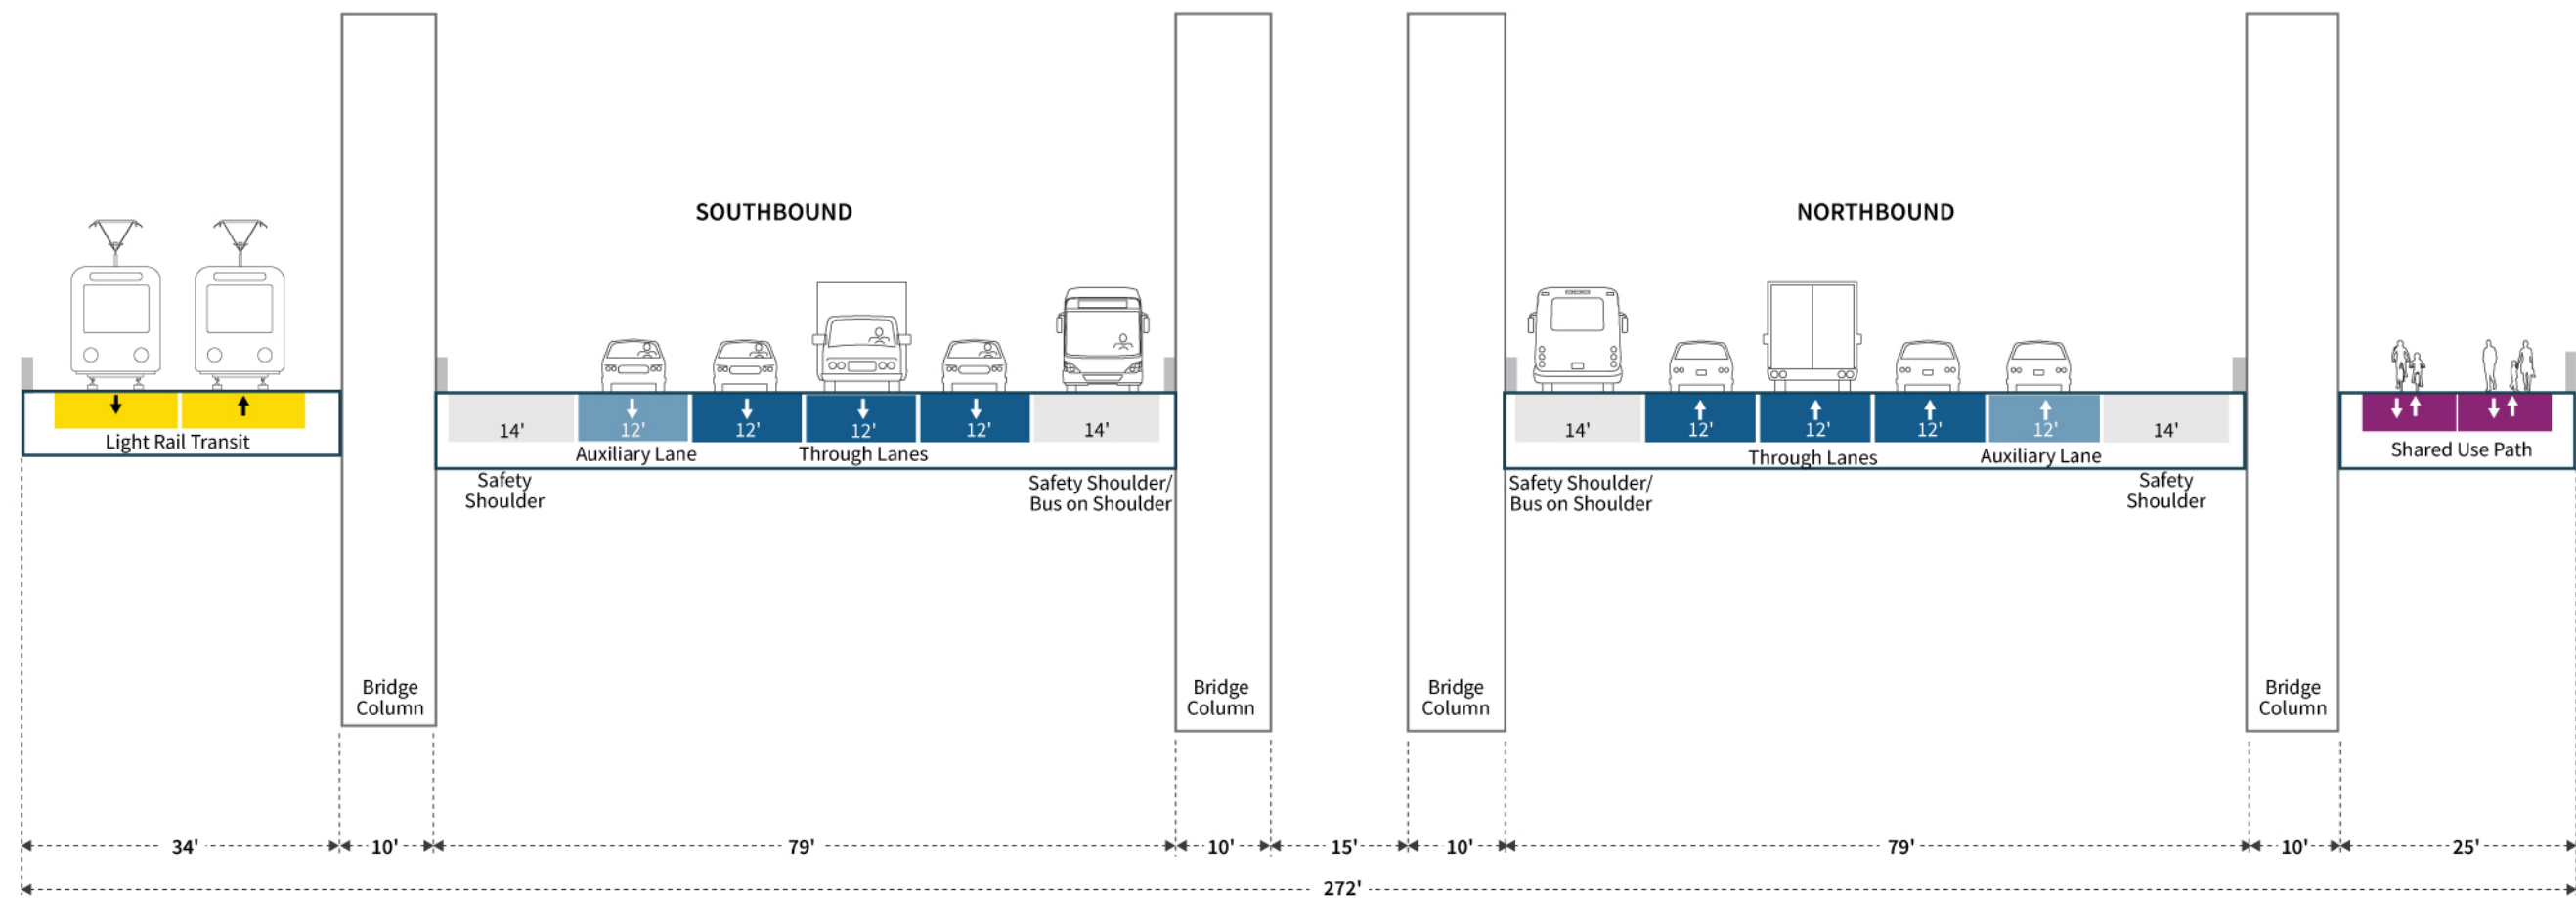 SOUTHBOUND
NORTHBOUND
Light Rail Transit
14'
12'
12'
12'
12'
14'
Auxiliary Lane
Through Lanes
Safety
Shoulder
Safety Shoulder/
Bus on Shoulder
14'
12'
12'
12'
12'
14'
Through Lanes
Auxiliary Lane
Safety Shoulder/
Bus on Shoulder
Safety
Shoulder
Shared Use Path
Bridge
Column
Bridge
Column
Bridge
Column
Bridge
Column
34'
10'
79'
10'
15'
10'
79'
10'
25'
272'